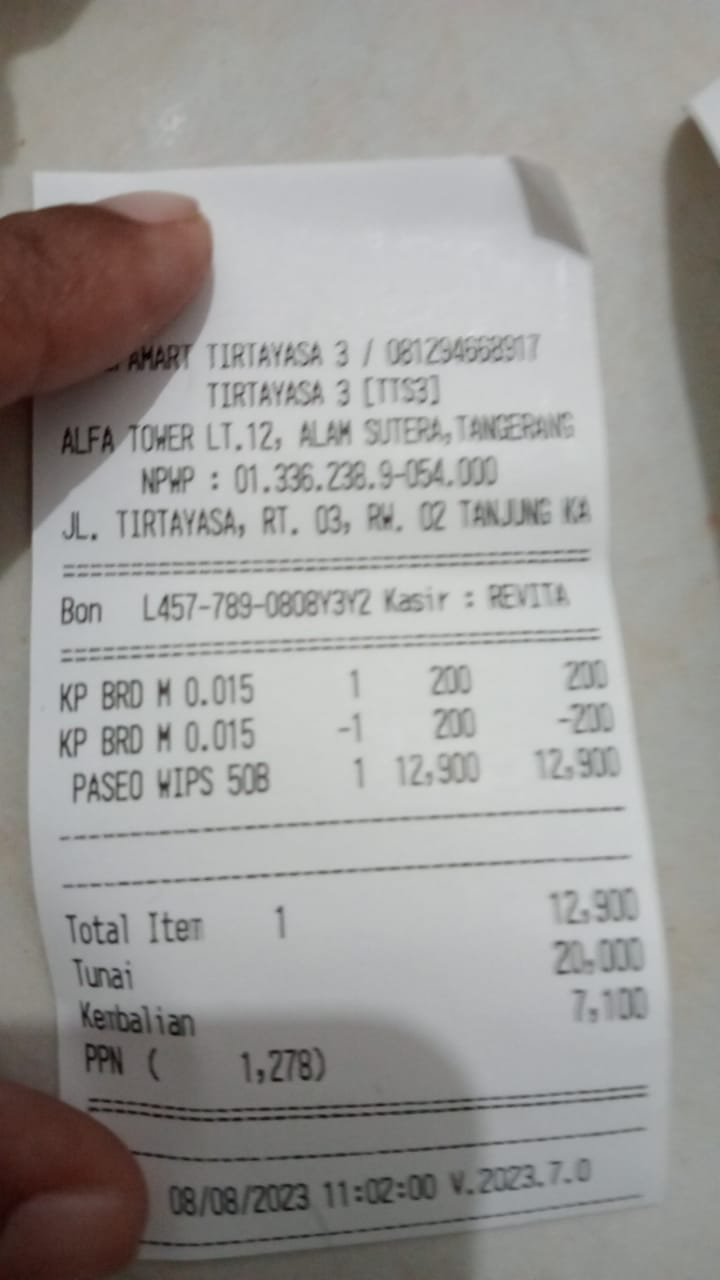 AMART TIRTAYASA 3 / 081294668917
TIRTAYASA 3 [TTS3]
ALFA TOWER LT.12, ALAM SUTERA,TANGERANG
NPWP : 01.336.238.9-054.000
JL. TIRTAYASA, RT. 03, RW. 02 TANJUNG KA
Bon L457-789-0808Y3Y2 Kasir : REVITA
KP BRD M 0.015 1 200 200
KP BRD M 0.015 -1 200 -200
PASEO WIPS 50B 1 12,900 12,900
Total Item 1 12,900
Tunai 20,000
Kembalian 7,100
PPN ( 1,278)
08/08/2023 11:02:00 V.2023.7.0